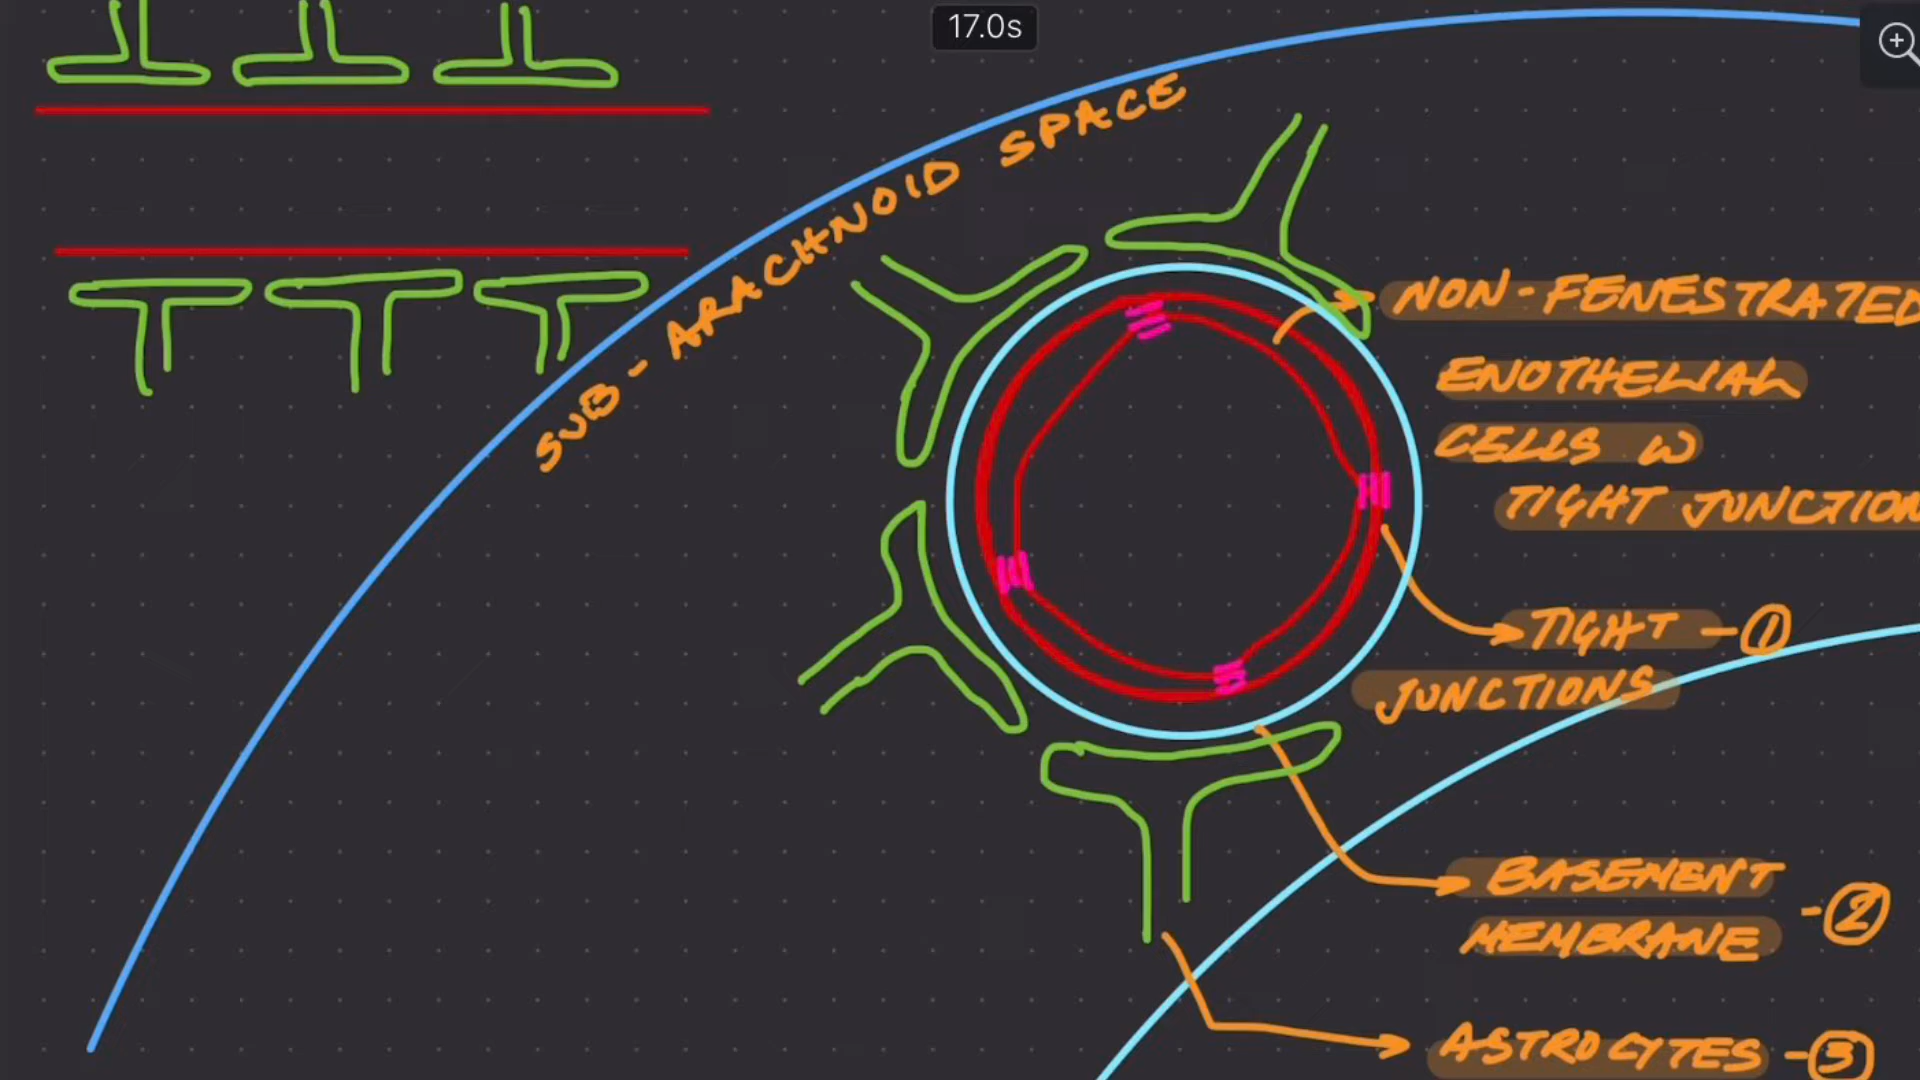 17.0s
SUB-ARACHNOID SPACE
NON-FENESTRATED
ENOTHELIAL
CELLS W
TIGHT JUNCTION
TIGHT -①
JUNCTIONS
BASEMENT
MEMBRANE -②
ASTROCYTES -③